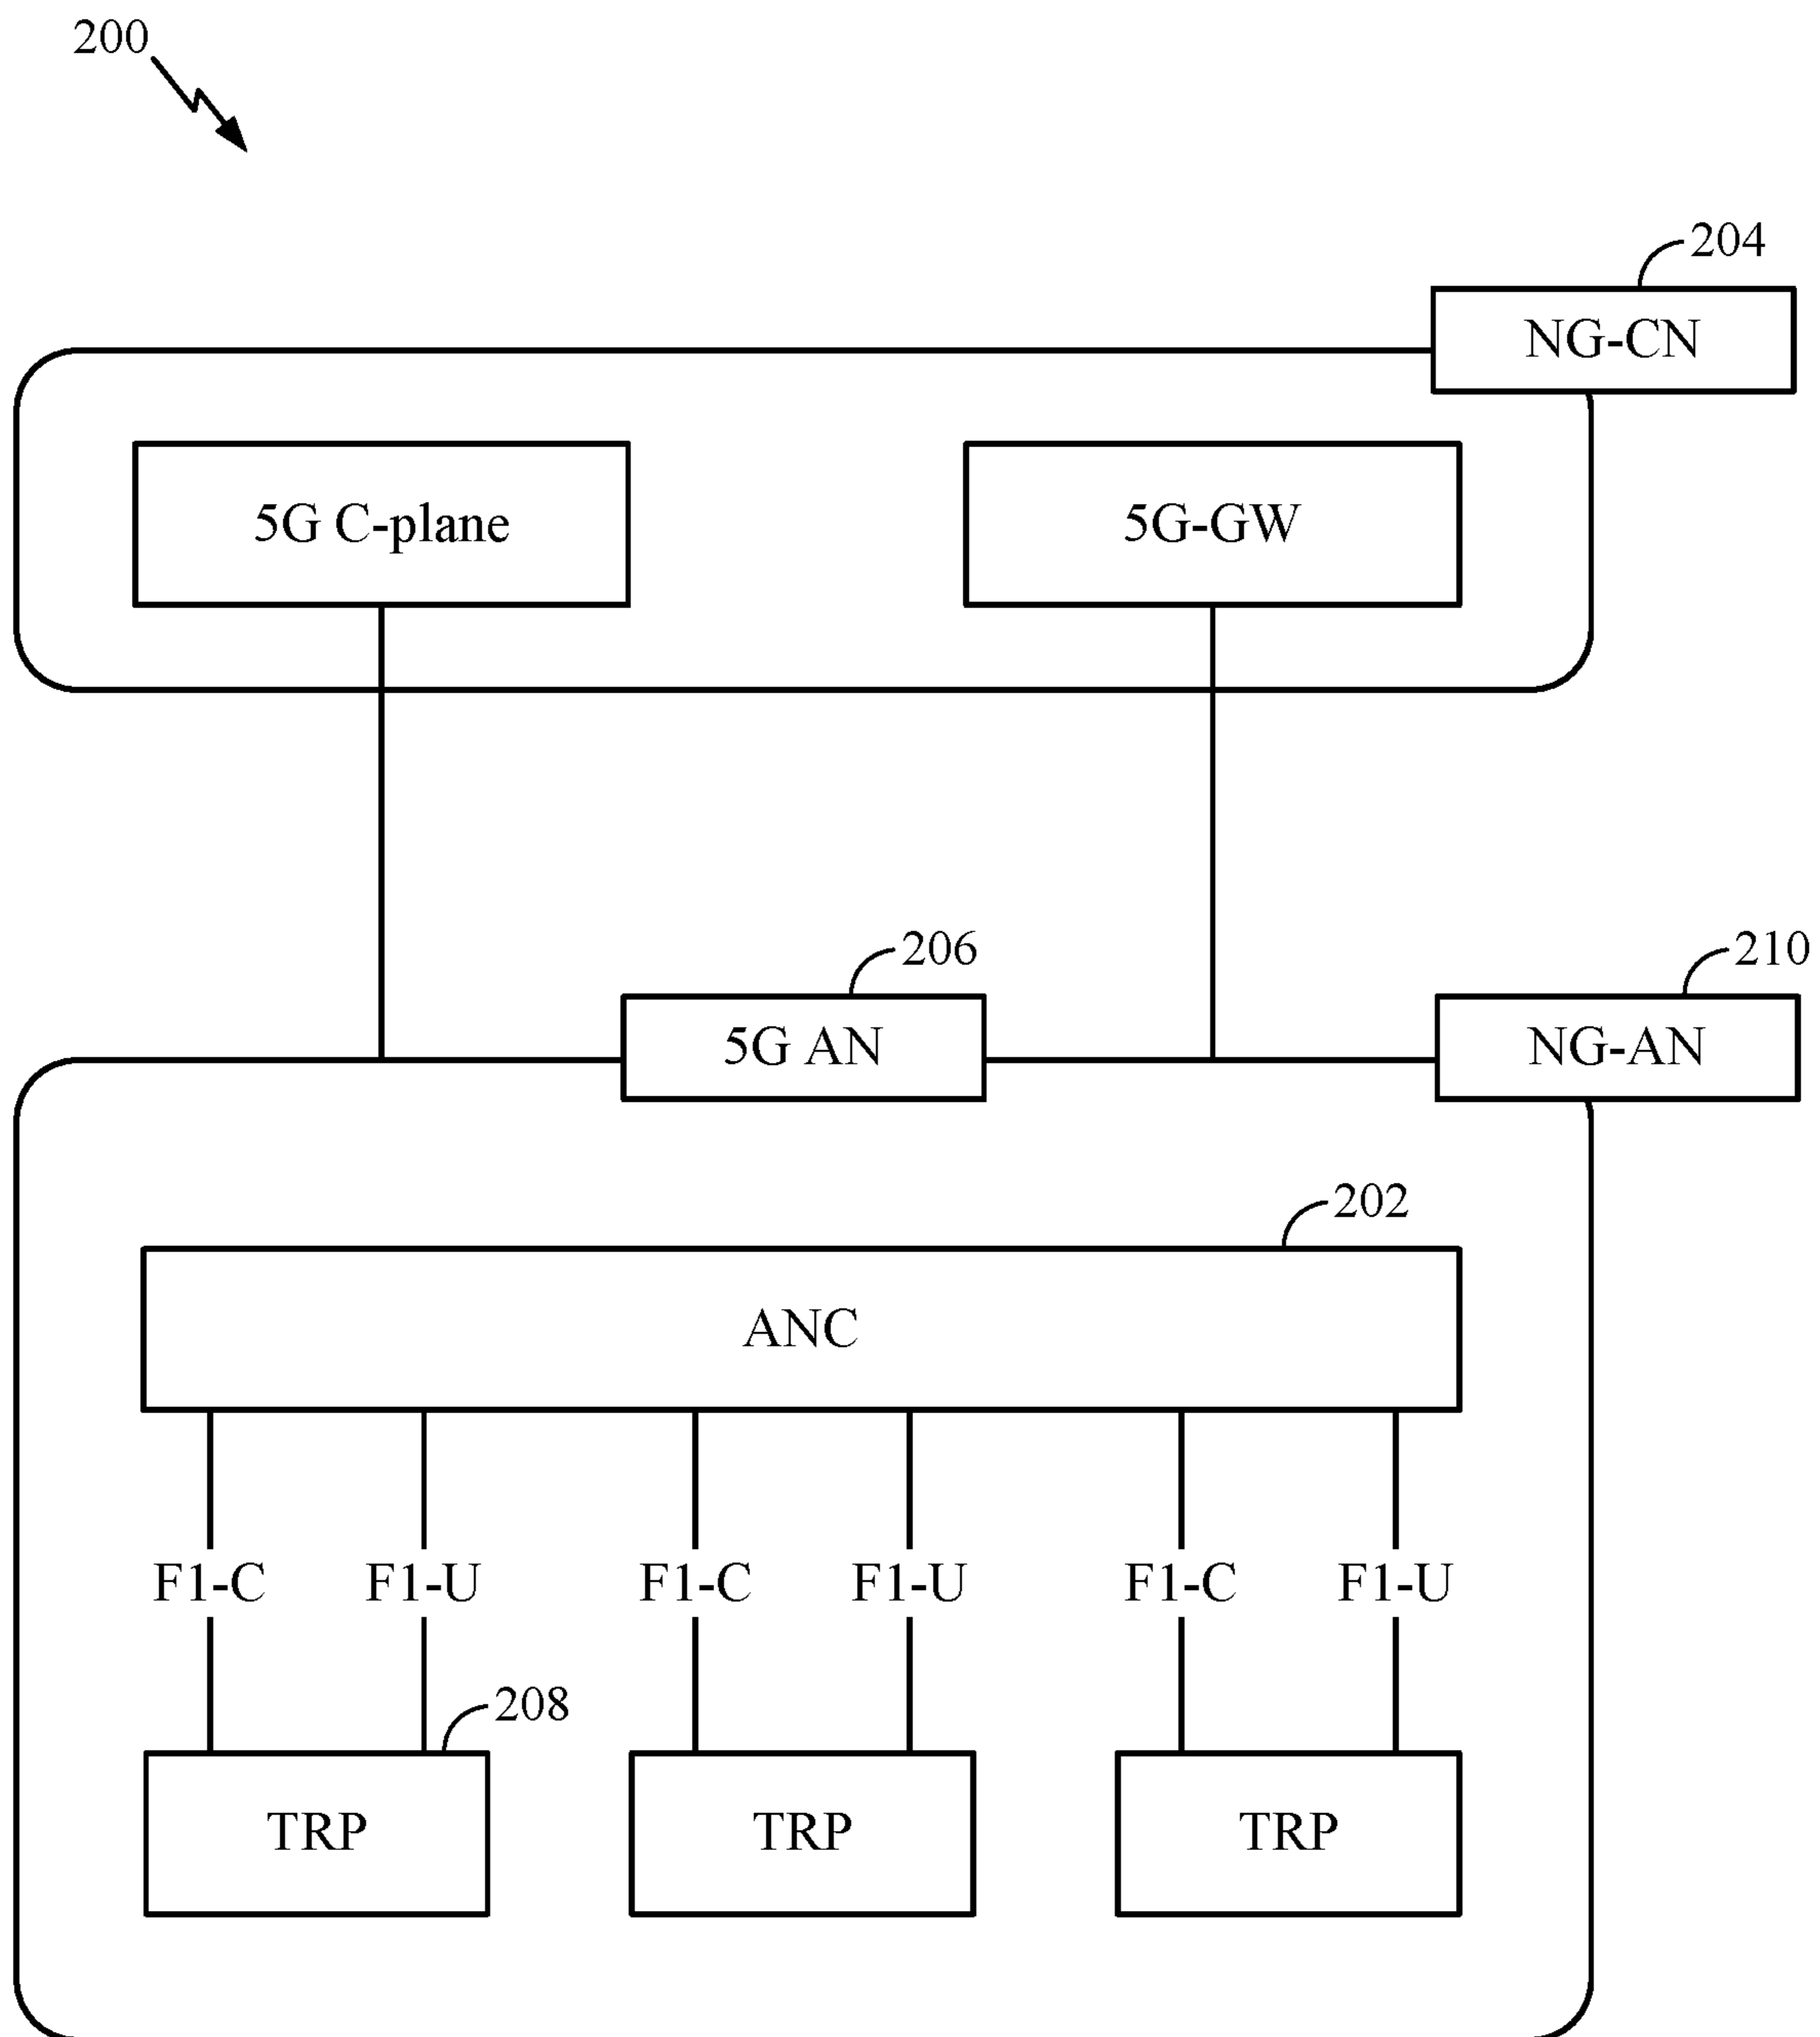 200
204
NG-CN
5G C-plane
5G-GW
206
210
5G AN
NG-AN
202
ANC
F1-C F1-U F1-C F1-U F1-C F1-U
208
TRP TRP TRP